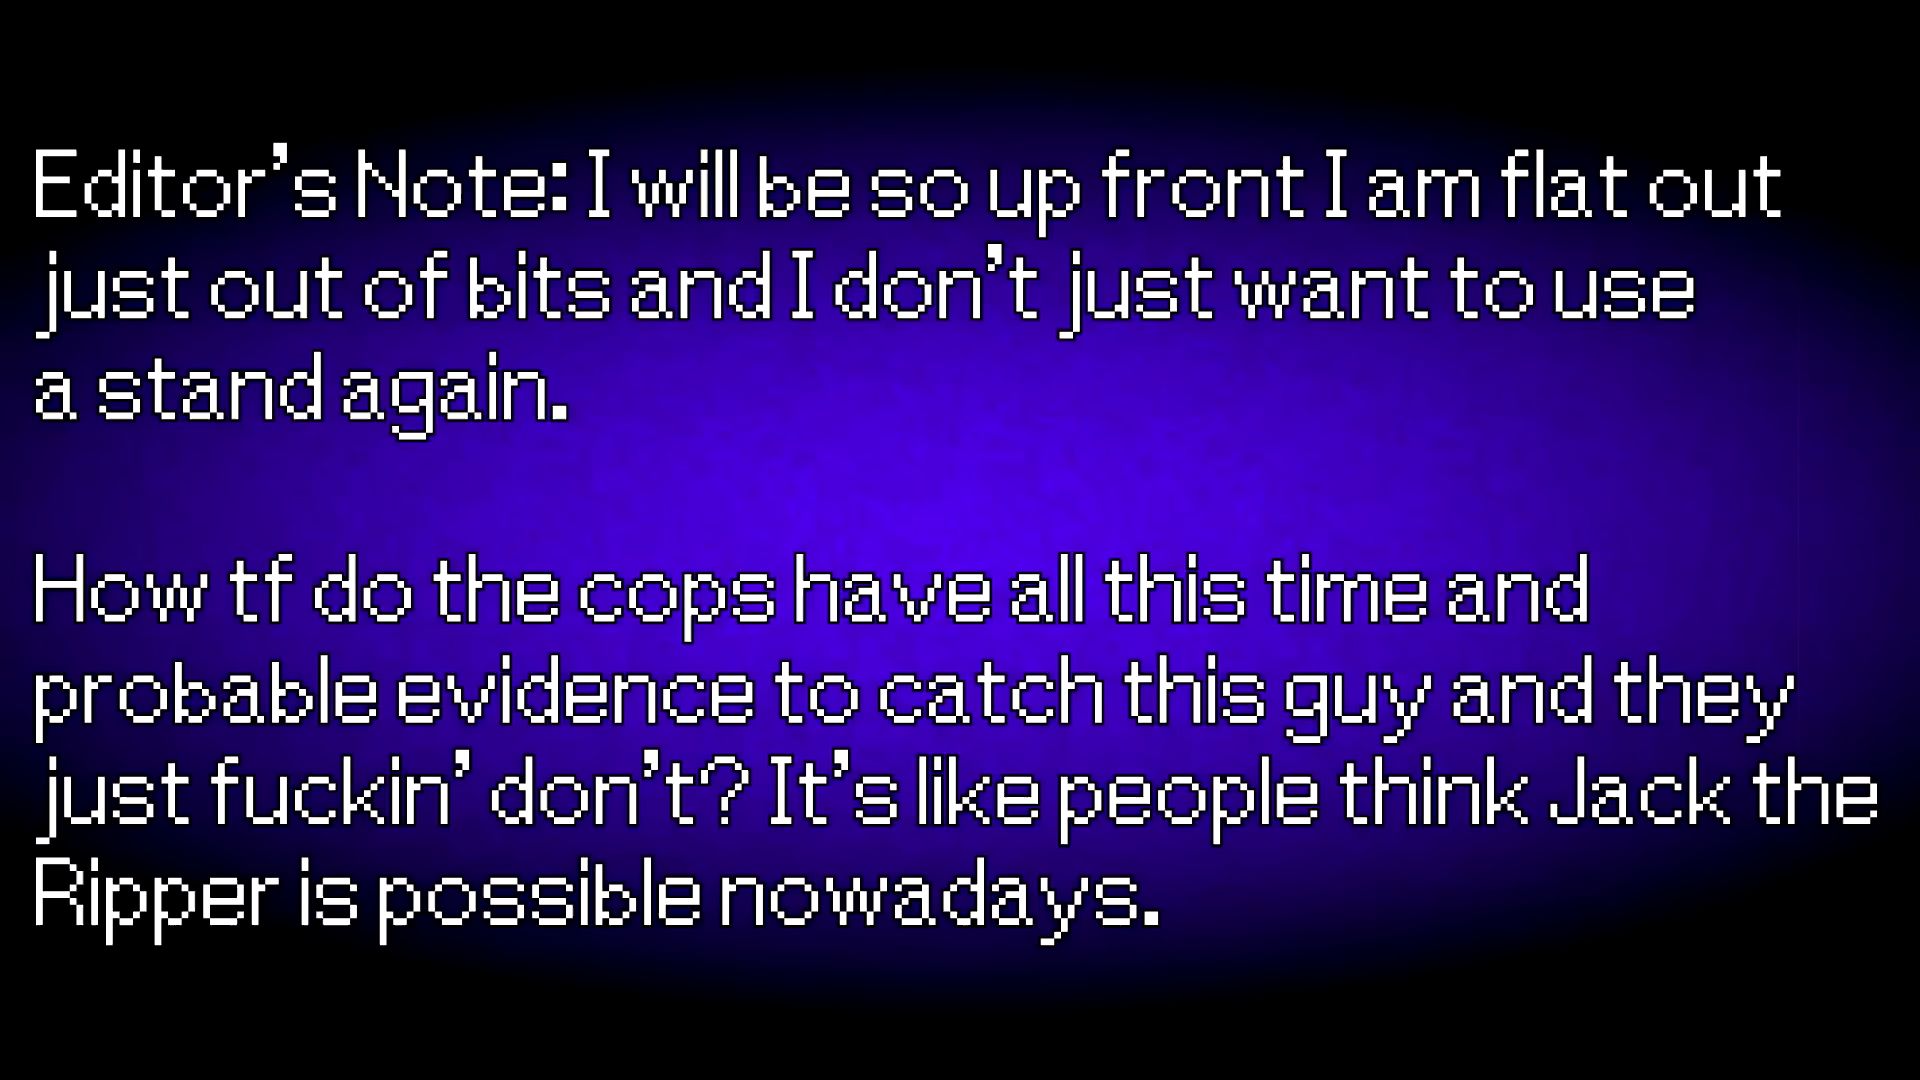 Editor's Note: I will be so up front I am flat out
just out of bits and I don't just want to use
a stand again.
How tf do the cops have all this time and
probable evidence to catch this guy and they
just fuckin' don't? It's like people think Jack the
Ripper is possible nowadays.